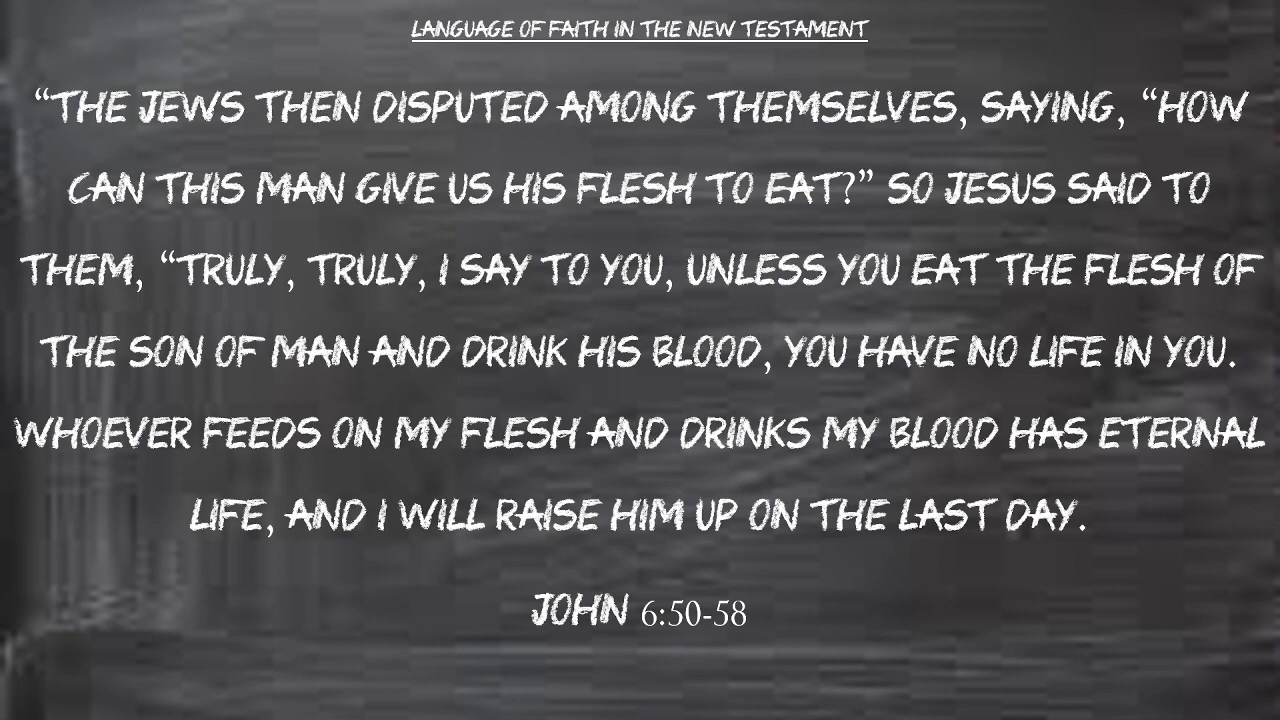 LANGUAGE OF FAITH IN THE NEW TESTAMENT
“THE JEWS THEN DISPUTED AMONG THEMSELVES, SAYING, “HOW
CAN THIS MAN GIVE US HIS FLESH TO EAT?” SO JESUS SAID TO
THEM, “TRULY, TRULY, I SAY TO YOU, UNLESS YOU EAT THE FLESH OF
THE SON OF MAN AND DRINK HIS BLOOD, YOU HAVE NO LIFE IN YOU.
WHOEVER FEEDS ON MY FLESH AND DRINKS MY BLOOD HAS ETERNAL
LIFE, AND I WILL RAISE HIM UP ON THE LAST DAY.
JOHN 6:50-58